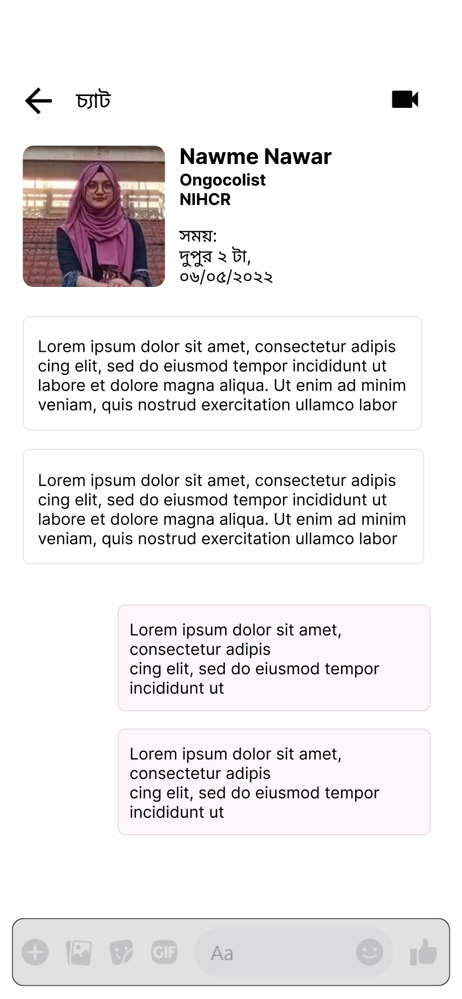 চ্যাট
Nawme Nawar
Ongocolist
NIHCR
সময়:
দুপুর ২ টা,
০৬/০৫/২০২২
Lorem ipsum dolor sit amet, consectetur adipis
cing elit, sed do eiusmod tempor incididunt ut
labore et dolore magna aliqua. Ut enim ad minim
veniam, quis nostrud exercitation ullamco labor
Lorem ipsum dolor sit amet, consectetur adipis
cing elit, sed do eiusmod tempor incididunt ut
labore et dolore magna aliqua. Ut enim ad minim
veniam, quis nostrud exercitation ullamco labor
Lorem ipsum dolor sit amet,
consectetur adipis
cing elit, sed do eiusmod tempor
incididunt ut
Lorem ipsum dolor sit amet,
consectetur adipis
cing elit, sed do eiusmod tempor
incididunt ut
GIF Aa